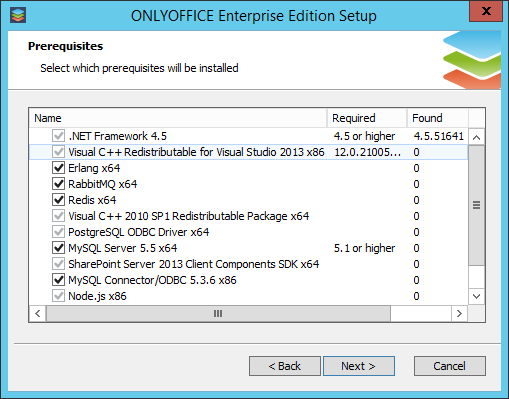 ONLYOFFICE Enterprise Edition Setup
X
Prerequisites
Select which prerequisites will be installed
Name Required Found
.NET Framework 4.5 4.5 or higher 4.5.51641
Visual C++ Redistributable for Visual Studio 2013 x86 12.0.21005... 0
Erlang x64 0
RabbitMQ x64 0
Redis x64 0
Visual C++ 2010 SP1 Redistributable Package x64 0
PostgreSQL ODBC Driver x64 0
MySQL Server 5.5 x64 5.1 or higher 0
SharePoint Server 2013 Client Components SDK x64 0
MySQL Connector/ODBC 5.3.6 x86 0
Node.js x86 0
< Back Next > Cancel